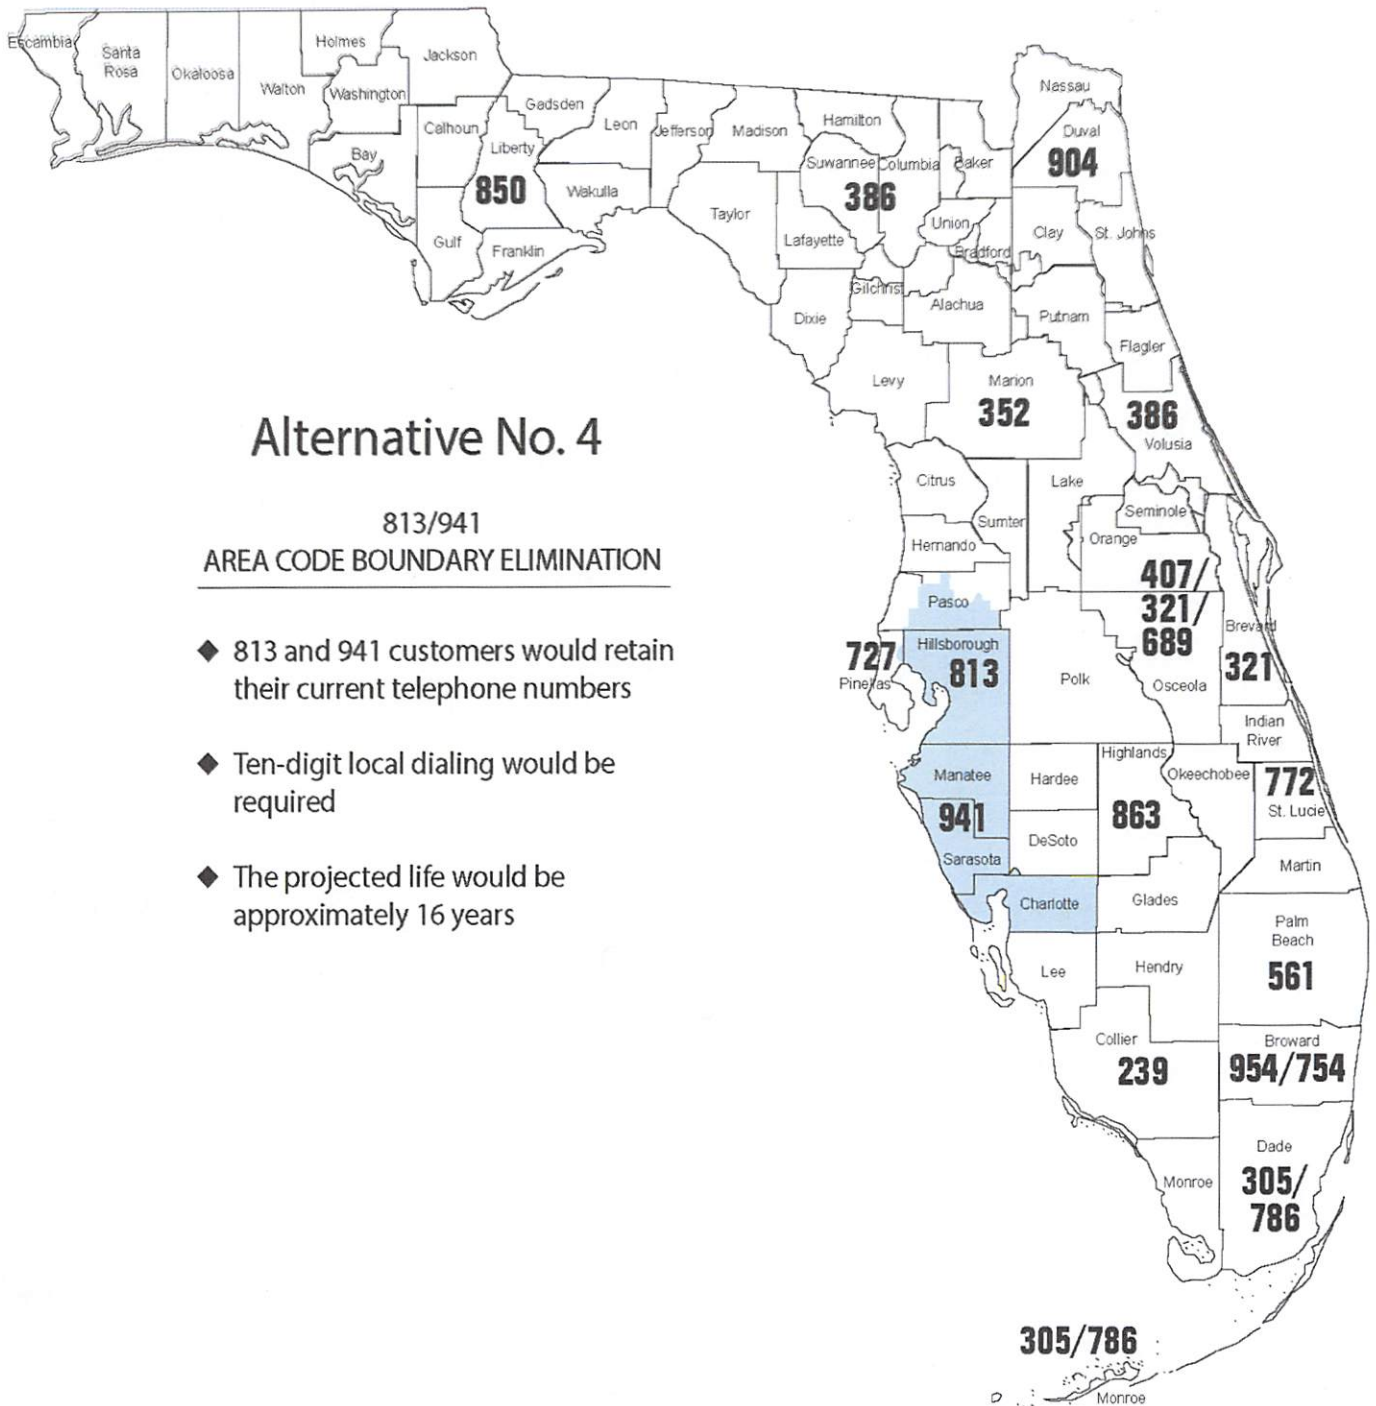 Escambia
Santa
Rosa
Okaloosa
Walton
Holmes
Washington
Jackson
Bay
Calhoun
Gulf
Gadsden
Liberty
850
Franklin
Leon
Wakulla
Jefferson
Madison
Taylor
Hamilton
Suwannee
Columbia
386
Lafayette
Dixie
Gilchrist
Baker
Union
Bradford
Alachua
Nassau
Duval
904
Clay
St. Johns
Putnam
Flagler
Levy
Marion
352
386
Volusia
Citrus
Sumter
Lake
Hernando
Seminole
Orange
407/
321/
689
Osceola
Brevard
321
Pasco
Hillsborough
813
727
Pinellas
Polk
Indian
River
Manatee
941
Sarasota
Hardee
DeSoto
Highlands
863
Okeechobee
772
St. Lucie
Martin
Charlotte
Glades
Lee
Hendry
Palm
Beach
561
Collier
239
Broward
954/754
Dade
305/
786
Monroe
305/786
Monroe
Alternative No. 4
813/941
AREA CODE BOUNDARY ELIMINATION
◆ 813 and 941 customers would retain
their current telephone numbers
◆ Ten-digit local dialing would be
required
◆ The projected life would be
approximately 16 years